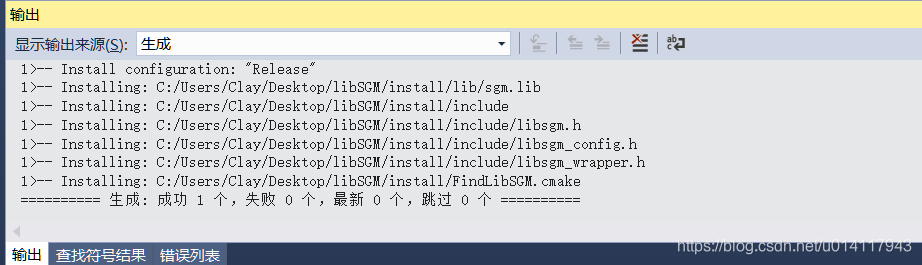 输出
显示输出来源(S): 生成
1>-- Install configuration: "Release"
1>-- Installing: C:/Users/Clay/Desktop/libSGM/install/lib/sgm.lib
1>-- Installing: C:/Users/Clay/Desktop/libSGM/install/include
1>-- Installing: C:/Users/Clay/Desktop/libSGM/install/include/libsgm.h
1>-- Installing: C:/Users/Clay/Desktop/libSGM/install/include/libsgm_config.h
1>-- Installing: C:/Users/Clay/Desktop/libSGM/install/include/libsgm_wrapper.h
1>-- Installing: C:/Users/Clay/Desktop/libSGM/install/FindLibSGM.cmake
========== 生成: 成功 1 个，失败 0 个，最新 0 个，跳过 0 个 ==========
输出 查找符号结果 错误列表
https://blog.csdn.net/u014117943